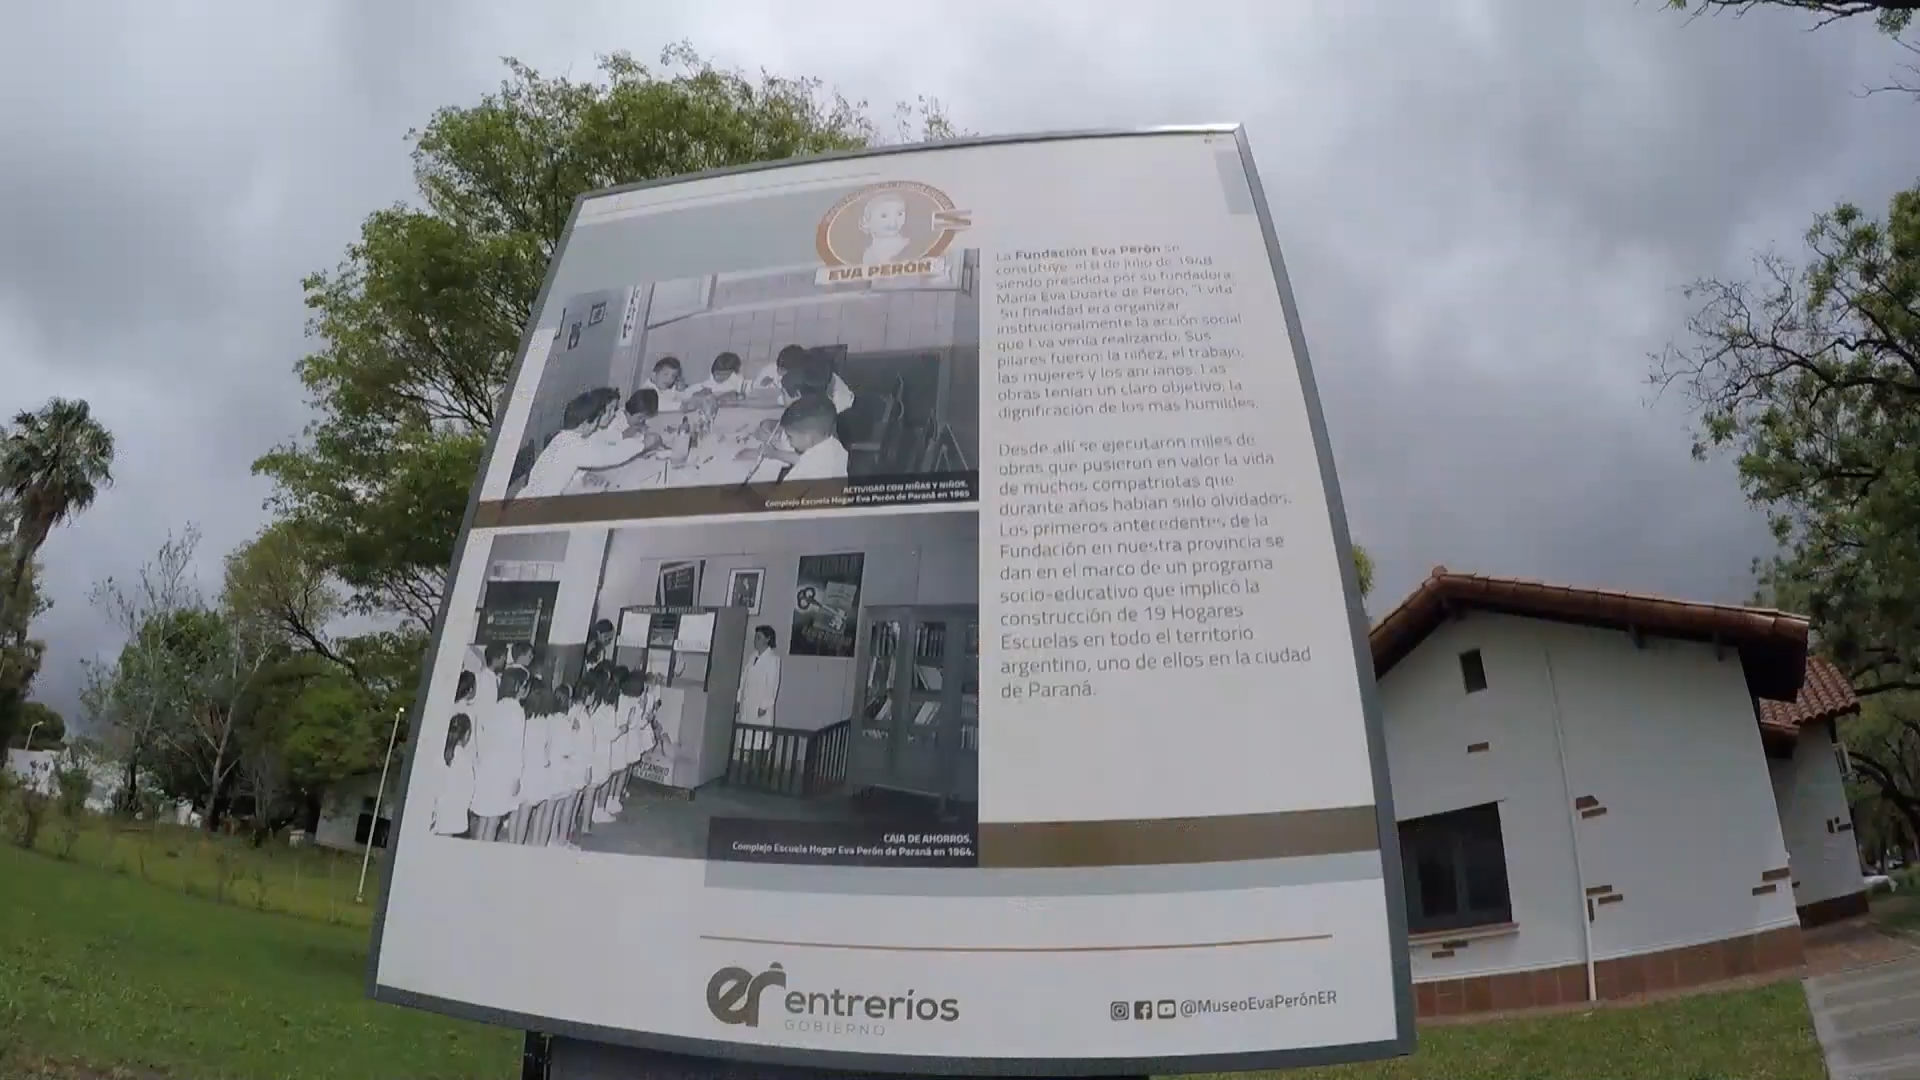 EVA PERÓN
La Fundación Eva Perón se
constituye el 8 de julio de 1948
siendo presidida por su fundadora
María Eva Duarte de Perón, "Evita"
Su finalidad era organizar
institucionalmente la acción social
que Eva venía realizando. Sus
pilares fueron: la niñez, el trabajo,
las mujeres y los ancianos. Las
obras tenían un claro objetivo; la
dignificación de los más humildes.
Desde allí se ejecutaron miles de
obras que pusieron en valor la vida
de muchos compatriotas que
durante años habían sido olvidados.
Los primeros antecedentes de la
Fundación en nuestra provincia se
dan en el marco de un programa
socio-educativo que implicó la
construcción de 19 Hogares
Escuelas en todo el territorio
argentino, uno de ellos en la ciudad
de Paraná.
ACTIVIDAD CON NIÑAS Y NIÑOS.
Complejo Escuela Hogar Eva Perón de Paraná en 1965
CAJA DE AHORROS.
Complejo Escuela Hogar Eva Perón de Paraná en 1964.
er entreríos
GOBIERNO
@MuseoEvaPerónER